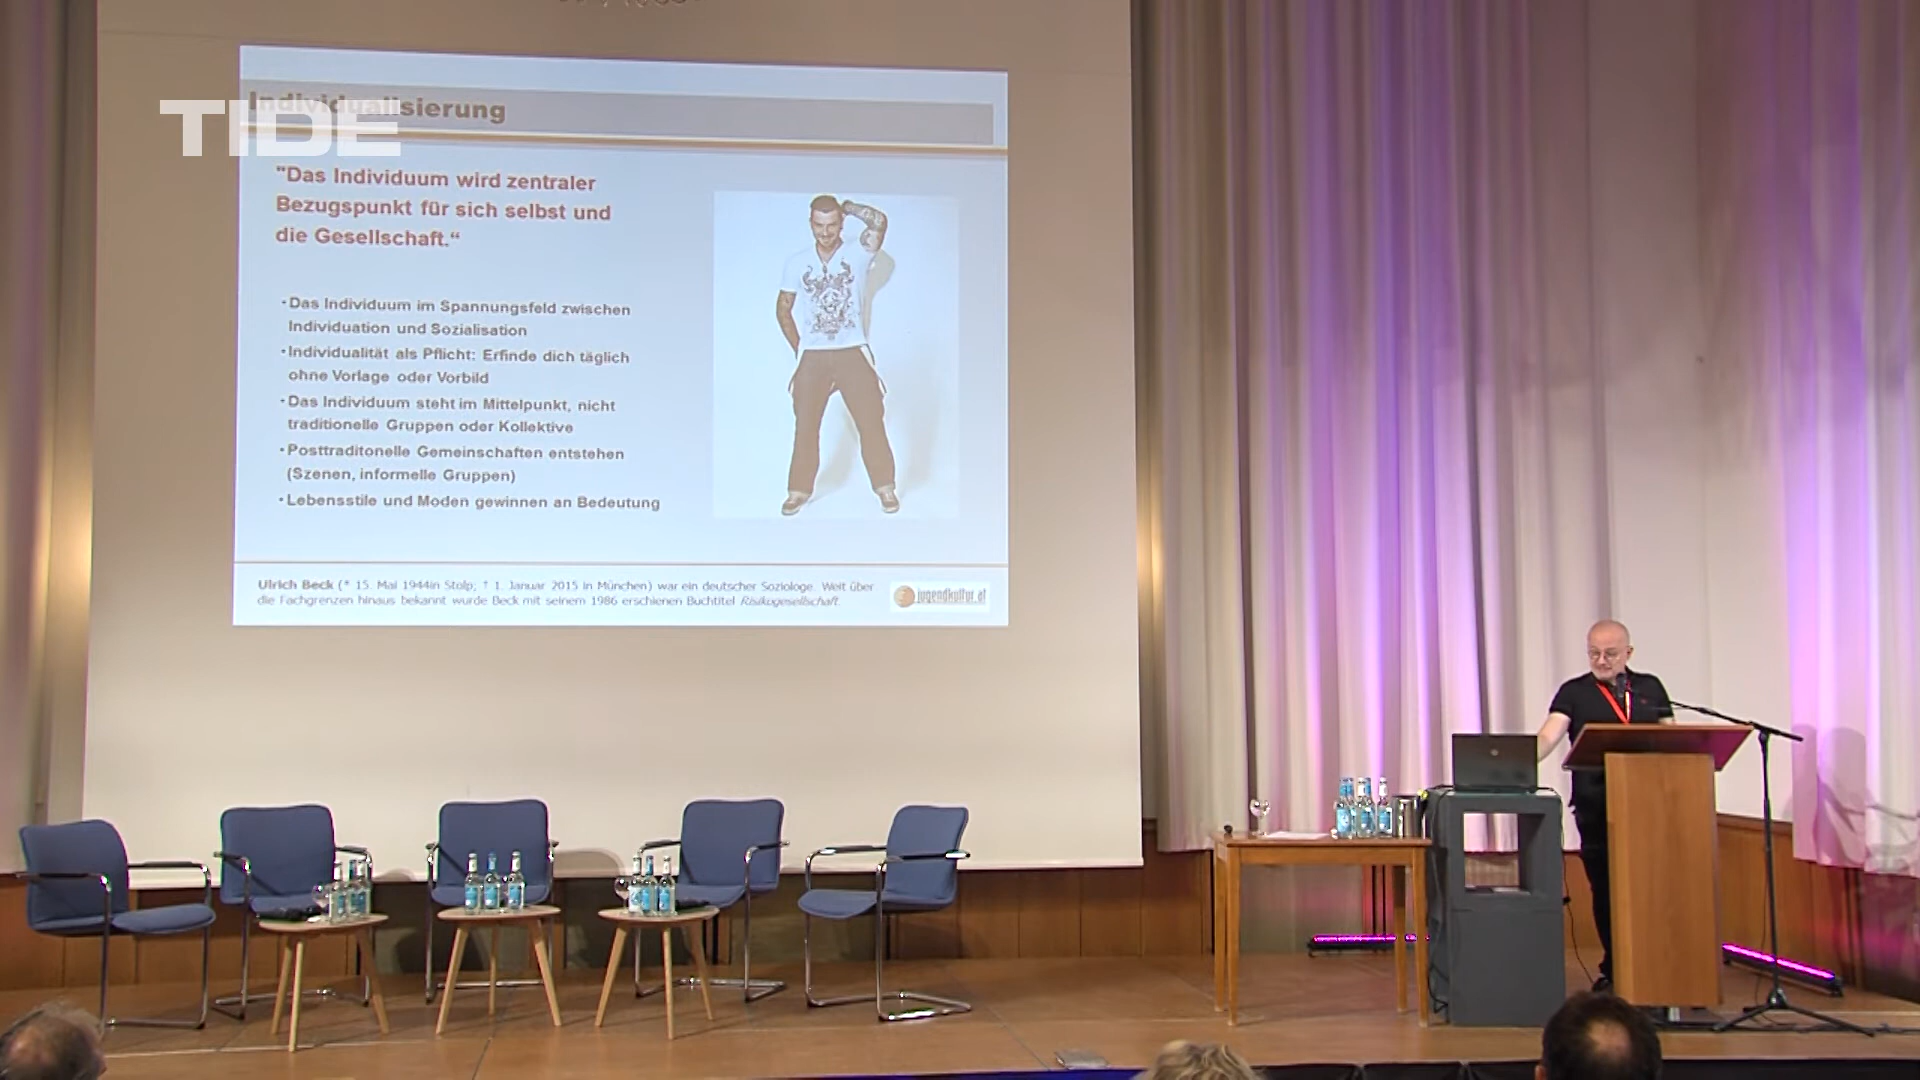 Individualisierung
TIDE
"Das Individuum wird zentraler
Bezugspunkt für sich selbst und
die Gesellschaft.“
·Das Individuum im Spannungsfeld zwischen
Individuation und Sozialisation
·Individualität als Pflicht: Erfinde dich täglich
ohne Vorlage oder Vorbild
·Das Individuum steht im Mittelpunkt, nicht
traditionelle Gruppen oder Kollektive
·Posttraditonelle Gemeinschaften entstehen
(Szenen, informelle Gruppen)
·Lebensstile und Moden gewinnen an Bedeutung
Ulrich Beck (* 15. Mai 1944in Stolp; † 1. Januar 2015 in München) war ein deutscher Soziologe. Weit über
die Fachgrenzen hinaus bekannt wurde Beck mit seinem 1986 erschienen Buchtitel Risikogesellschaft.
jugendkultur.at